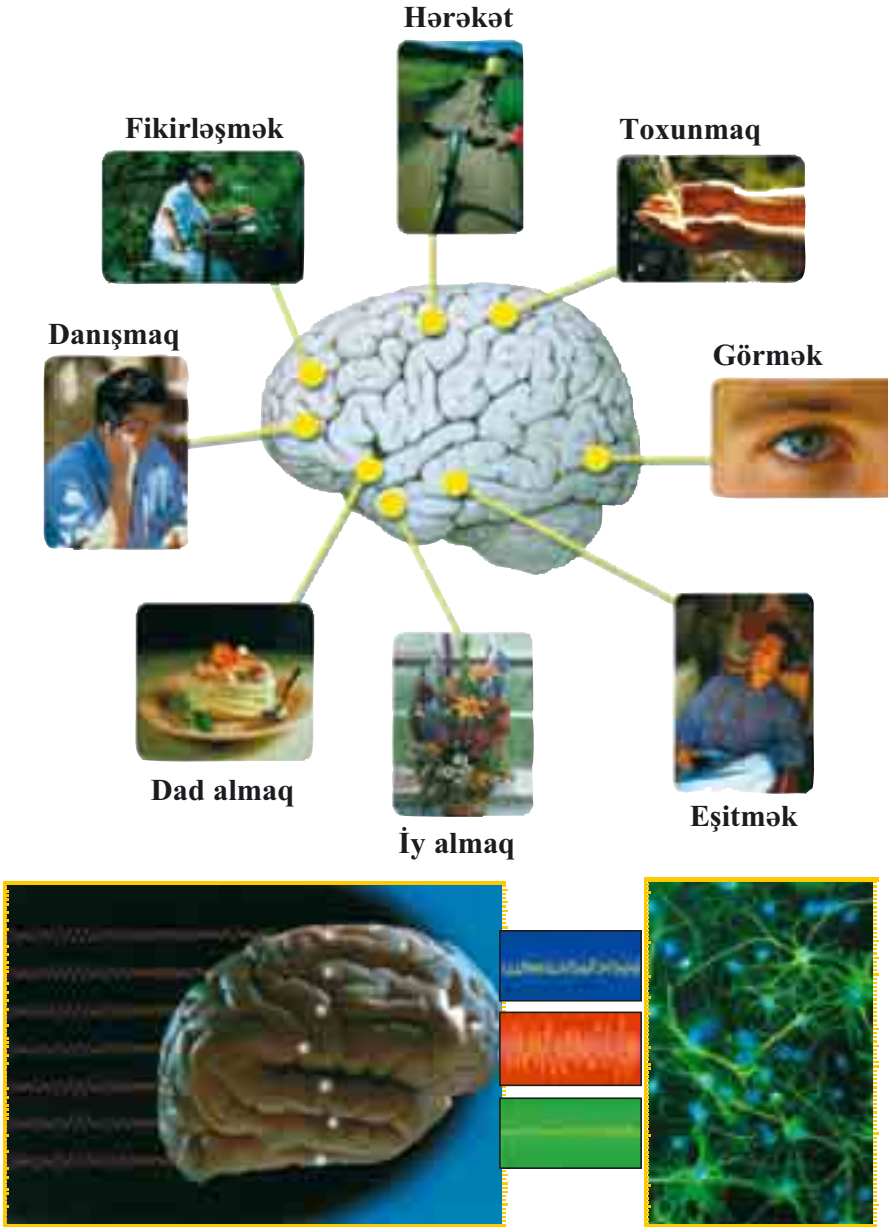 Hərəkət
Fikirləşmək
Toxunmaq
Danışmaq
Görmək
Dad almaq
İy almaq
Eşitmək